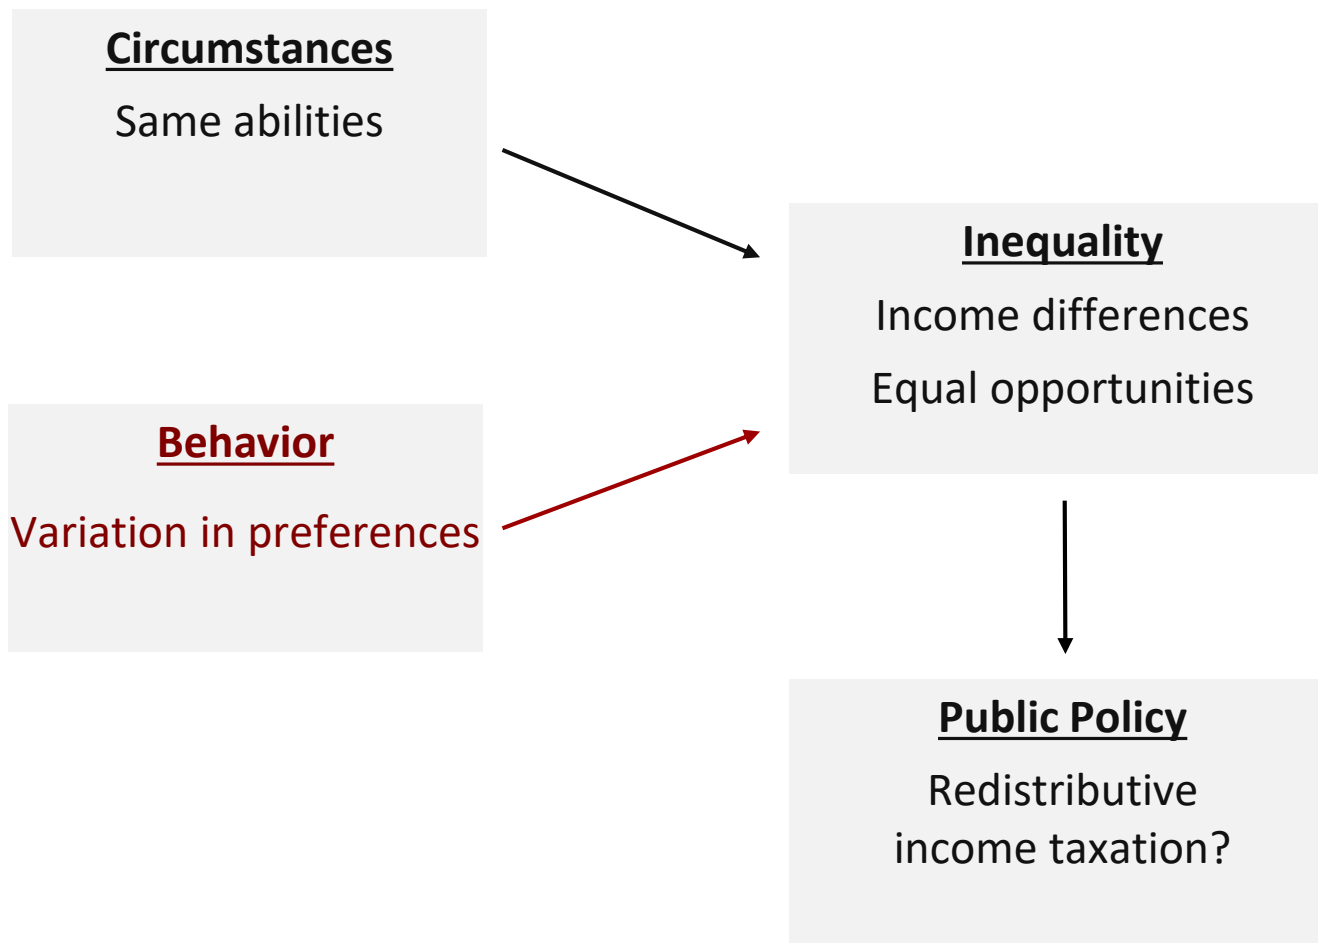 Circumstances
Same abilities
Behavior
Variation in preferences
Inequality
Income differences
Equal opportunities
Public Policy
Redistributive
income taxation?